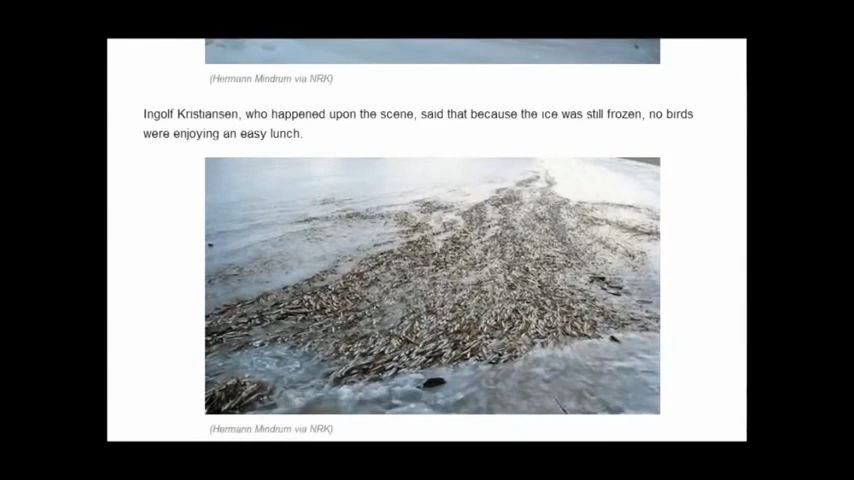 (Hermann Mindrum via NRK)
Ingolf Kristiansen, who happened upon the scene, said that because the ice was still frozen, no birds
were enjoying an easy lunch.
(Hermann Mindrum via NRK)